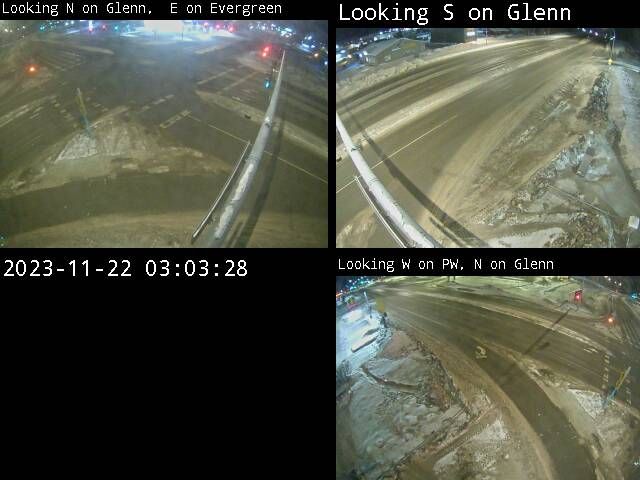 Looking N on Glenn,  E on Evergreen
Looking S on Glenn
2023-11-22 03:03:28
Looking W on PW, N on Glenn